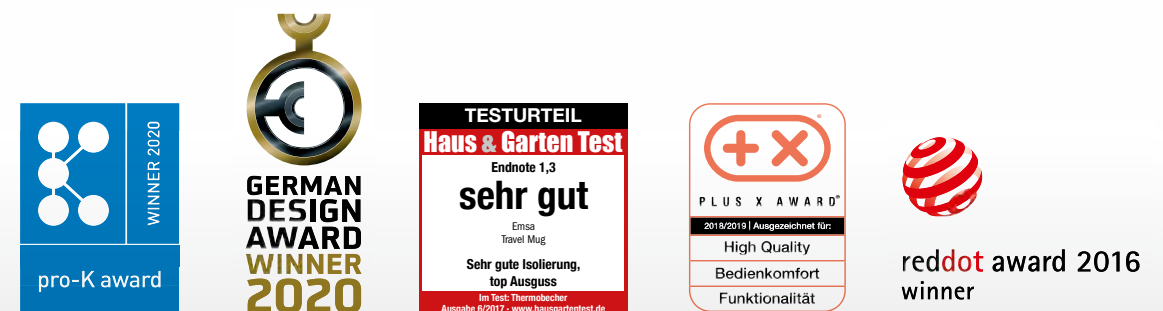 WINNER 2020
pro-K award
GERMAN
DESIGN
AWARD
WINNER
2020
TESTURTEIL
Haus & Garten Test
Endnote 1,3
sehr gut
Emsa
Travel Mug
Sehr gute Isolierung,
top Ausguss
Im Test: Thermobecher
Ausgabe 6/2017 · www.hausgartentest.de
PLUS X AWARD®
2018/2019 | Ausgezeichnet für:
High Quality
Bedienkomfort
Funktionalität
reddot award 2016
winner